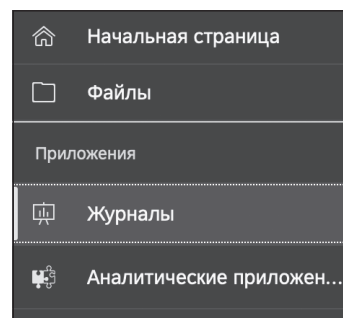 Начальная страница
Файлы
Приложения
Журналы
Аналитические приложен...